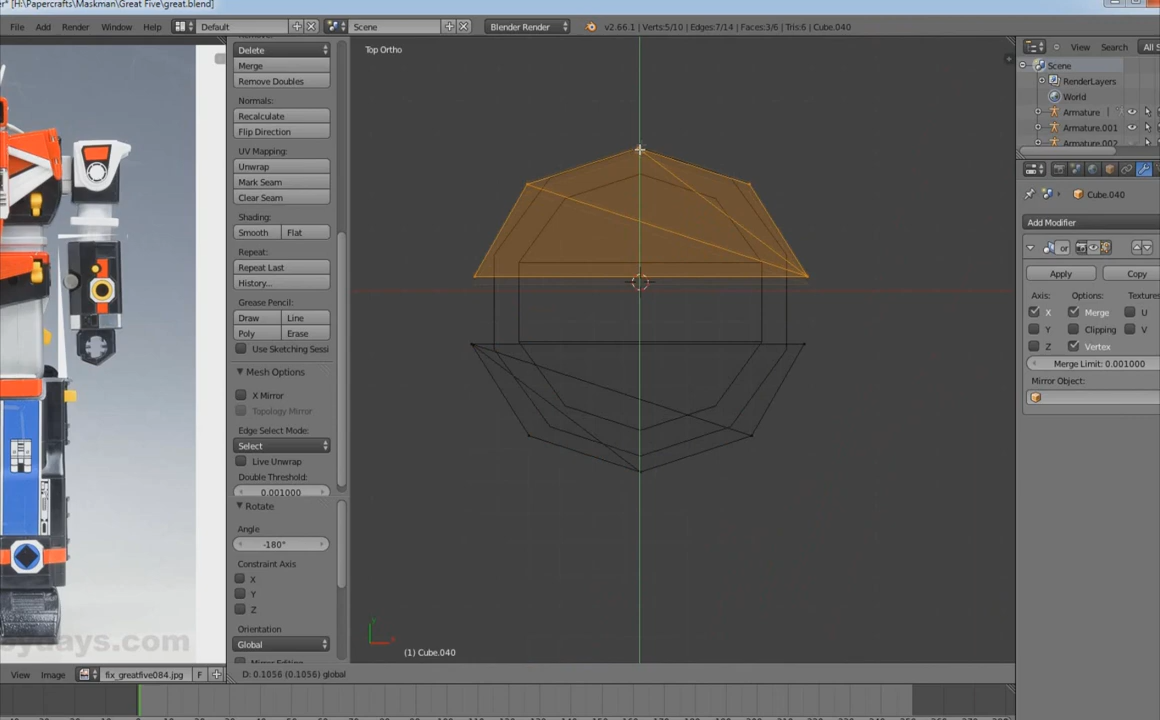 er* [H:\Papercrafts\Maskman\Great Five\great.blend]
File Add Render Window Help Default Scene Blender Render v2.66.1 | Verts:5/10 | Edges:7/14 | Faces:3/6 | Tris:6 | Cube.040
Delete
Merge
Remove Doubles
Normals:
Recalculate
Flip Direction
UV Mapping:
Unwrap
Mark Seam
Clear Seam
Shading:
Smooth Flat
Repeat:
Repeat Last
History...
Grease Pencil:
Draw Line
Poly Erase
Use Sketching Sessi
Mesh Options
X Mirror
Topology Mirror
Edge Select Mode:
Select
Live Unwrap
Double Threshold:
0.001000
Rotate
Angle
-180°
Constraint Axis
X
Y
Z
Orientation
Global
Top Ortho
(1) Cube.040
View Search All S
Scene
RenderLayers
World
Armature
Armature.001
Armature.002
Cube.040
Add Modifier
or
Apply Copy
Axis: Options: Textures
X Merge U
Y Clipping V
Z Vertex
Merge Limit: 0.001000
Mirror Object:
ydays.com
View Image fix_greatfive084.jpg F D: 0.1056 (0.1056) global